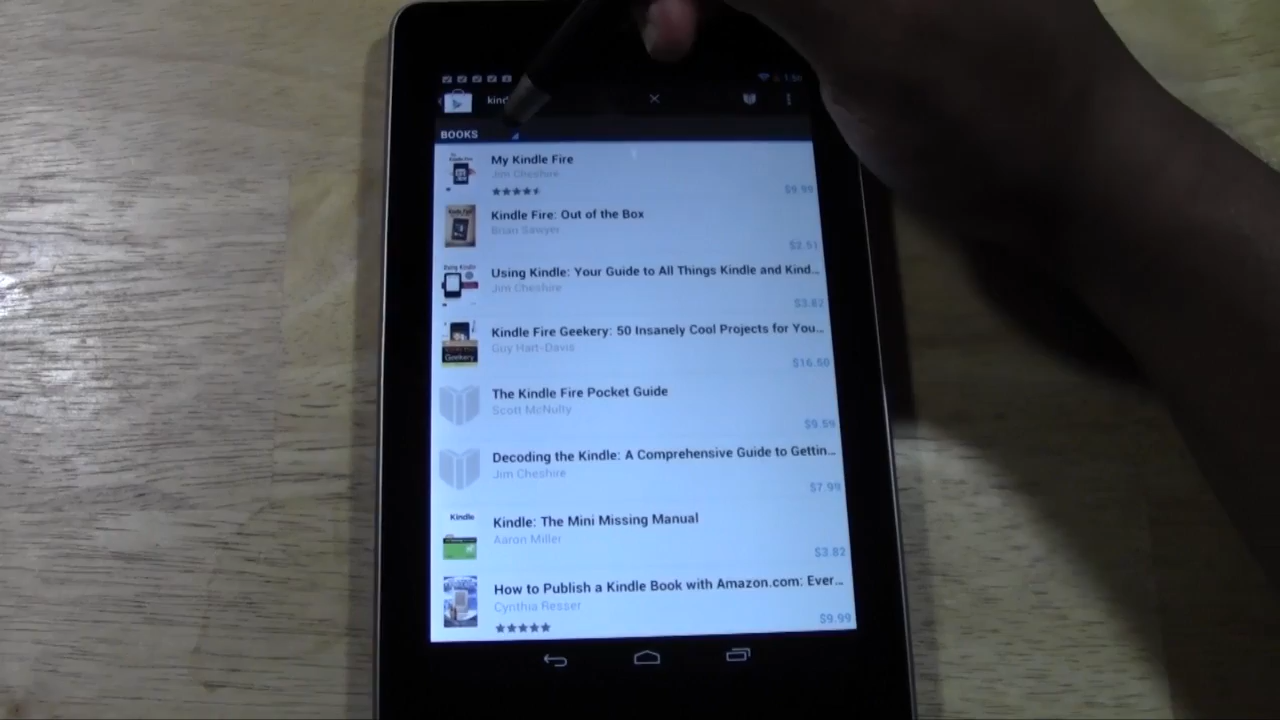 kind
BOOKS
My Kindle Fire
Jim Cheshire
$9.99
Kindle Fire: Out of the Box
Brian Sawyer
$2.51
Using Kindle: Your Guide to All Things Kindle and Kind...
Jim Cheshire
$3.82
Kindle Fire Geekery: 50 Insanely Cool Projects for You...
Guy Hart-Davis
$16.50
The Kindle Fire Pocket Guide
Scott McNulty
$9.59
Decoding the Kindle: A Comprehensive Guide to Gettin...
Jim Cheshire
$7.99
Kindle
Kindle: The Mini Missing Manual
Aaron Miller
$3.82
How to Publish a Kindle Book with Amazon.com: Ever...
Cynthia Reeser
$9.99